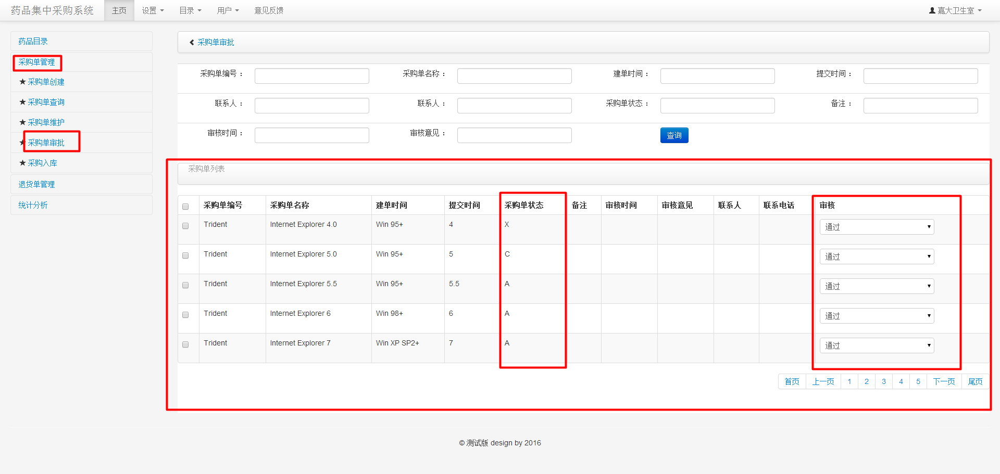 药品集中采购系统 主页 设置 目录 用户 意见反馈 嘉大卫生室
药品目录
采购单管理
★ 采购单创建
★ 采购单查询
★ 采购单维护
★ 采购单审批
★ 采购入库
退货单管理
统计分析
采购单审批
采购单编号： 采购单名称： 建单时间： 提交时间：
联系人： 联系人： 采购单状态： 备注：
审核时间： 审核意见： 查询
采购单列表
采购单编号 采购单名称 建单时间 提交时间 采购单状态 备注 审核时间 审核意见 联系人 联系电话 审核
Trident Internet Explorer 4.0 Win 95+ 4 X 通过
Trident Internet Explorer 5.0 Win 95+ 5 C 通过
Trident Internet Explorer 5.5 Win 95+ 5.5 A 通过
Trident Internet Explorer 6 Win 98+ 6 A 通过
Trident Internet Explorer 7 Win XP SP2+ 7 A 通过
首页 上一页 1 2 3 4 5 下一页 尾页
© 测试版 design by 2016